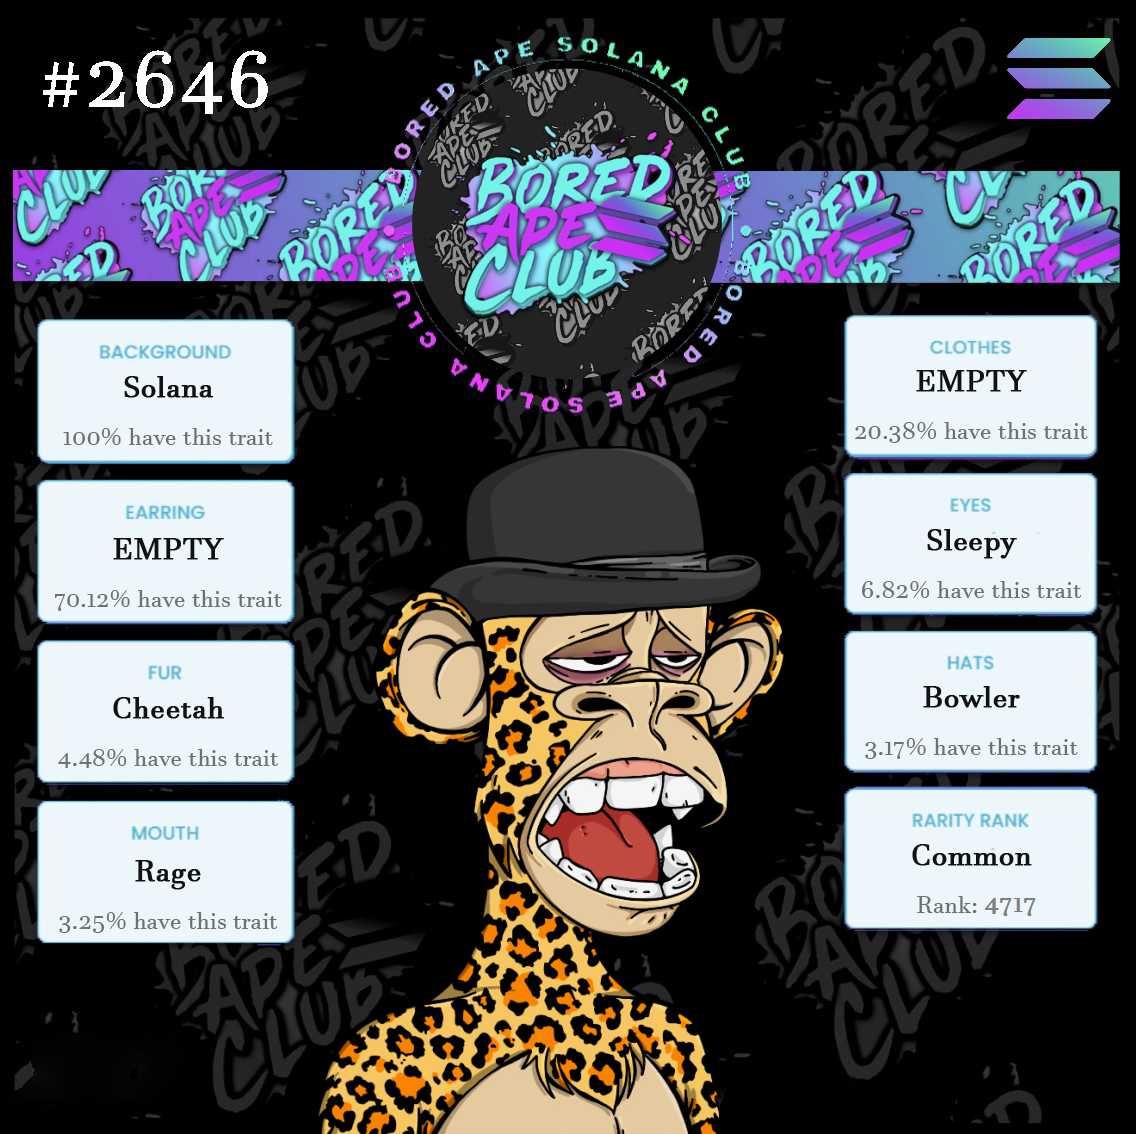 #2646
BORED APE SOLANA CLUB
BORED APE SOLANA CLUB
BORED
APE
CLUB
BACKGROUND
Solana
100% have this trait
EARRING
EMPTY
70.12% have this trait
FUR
Cheetah
4.48% have this trait
MOUTH
Rage
3.25% have this trait
CLOTHES
EMPTY
20.38% have this trait
EYES
Sleepy
6.82% have this trait
HATS
Bowler
3.17% have this trait
RARITY RANK
Common
Rank: 4717